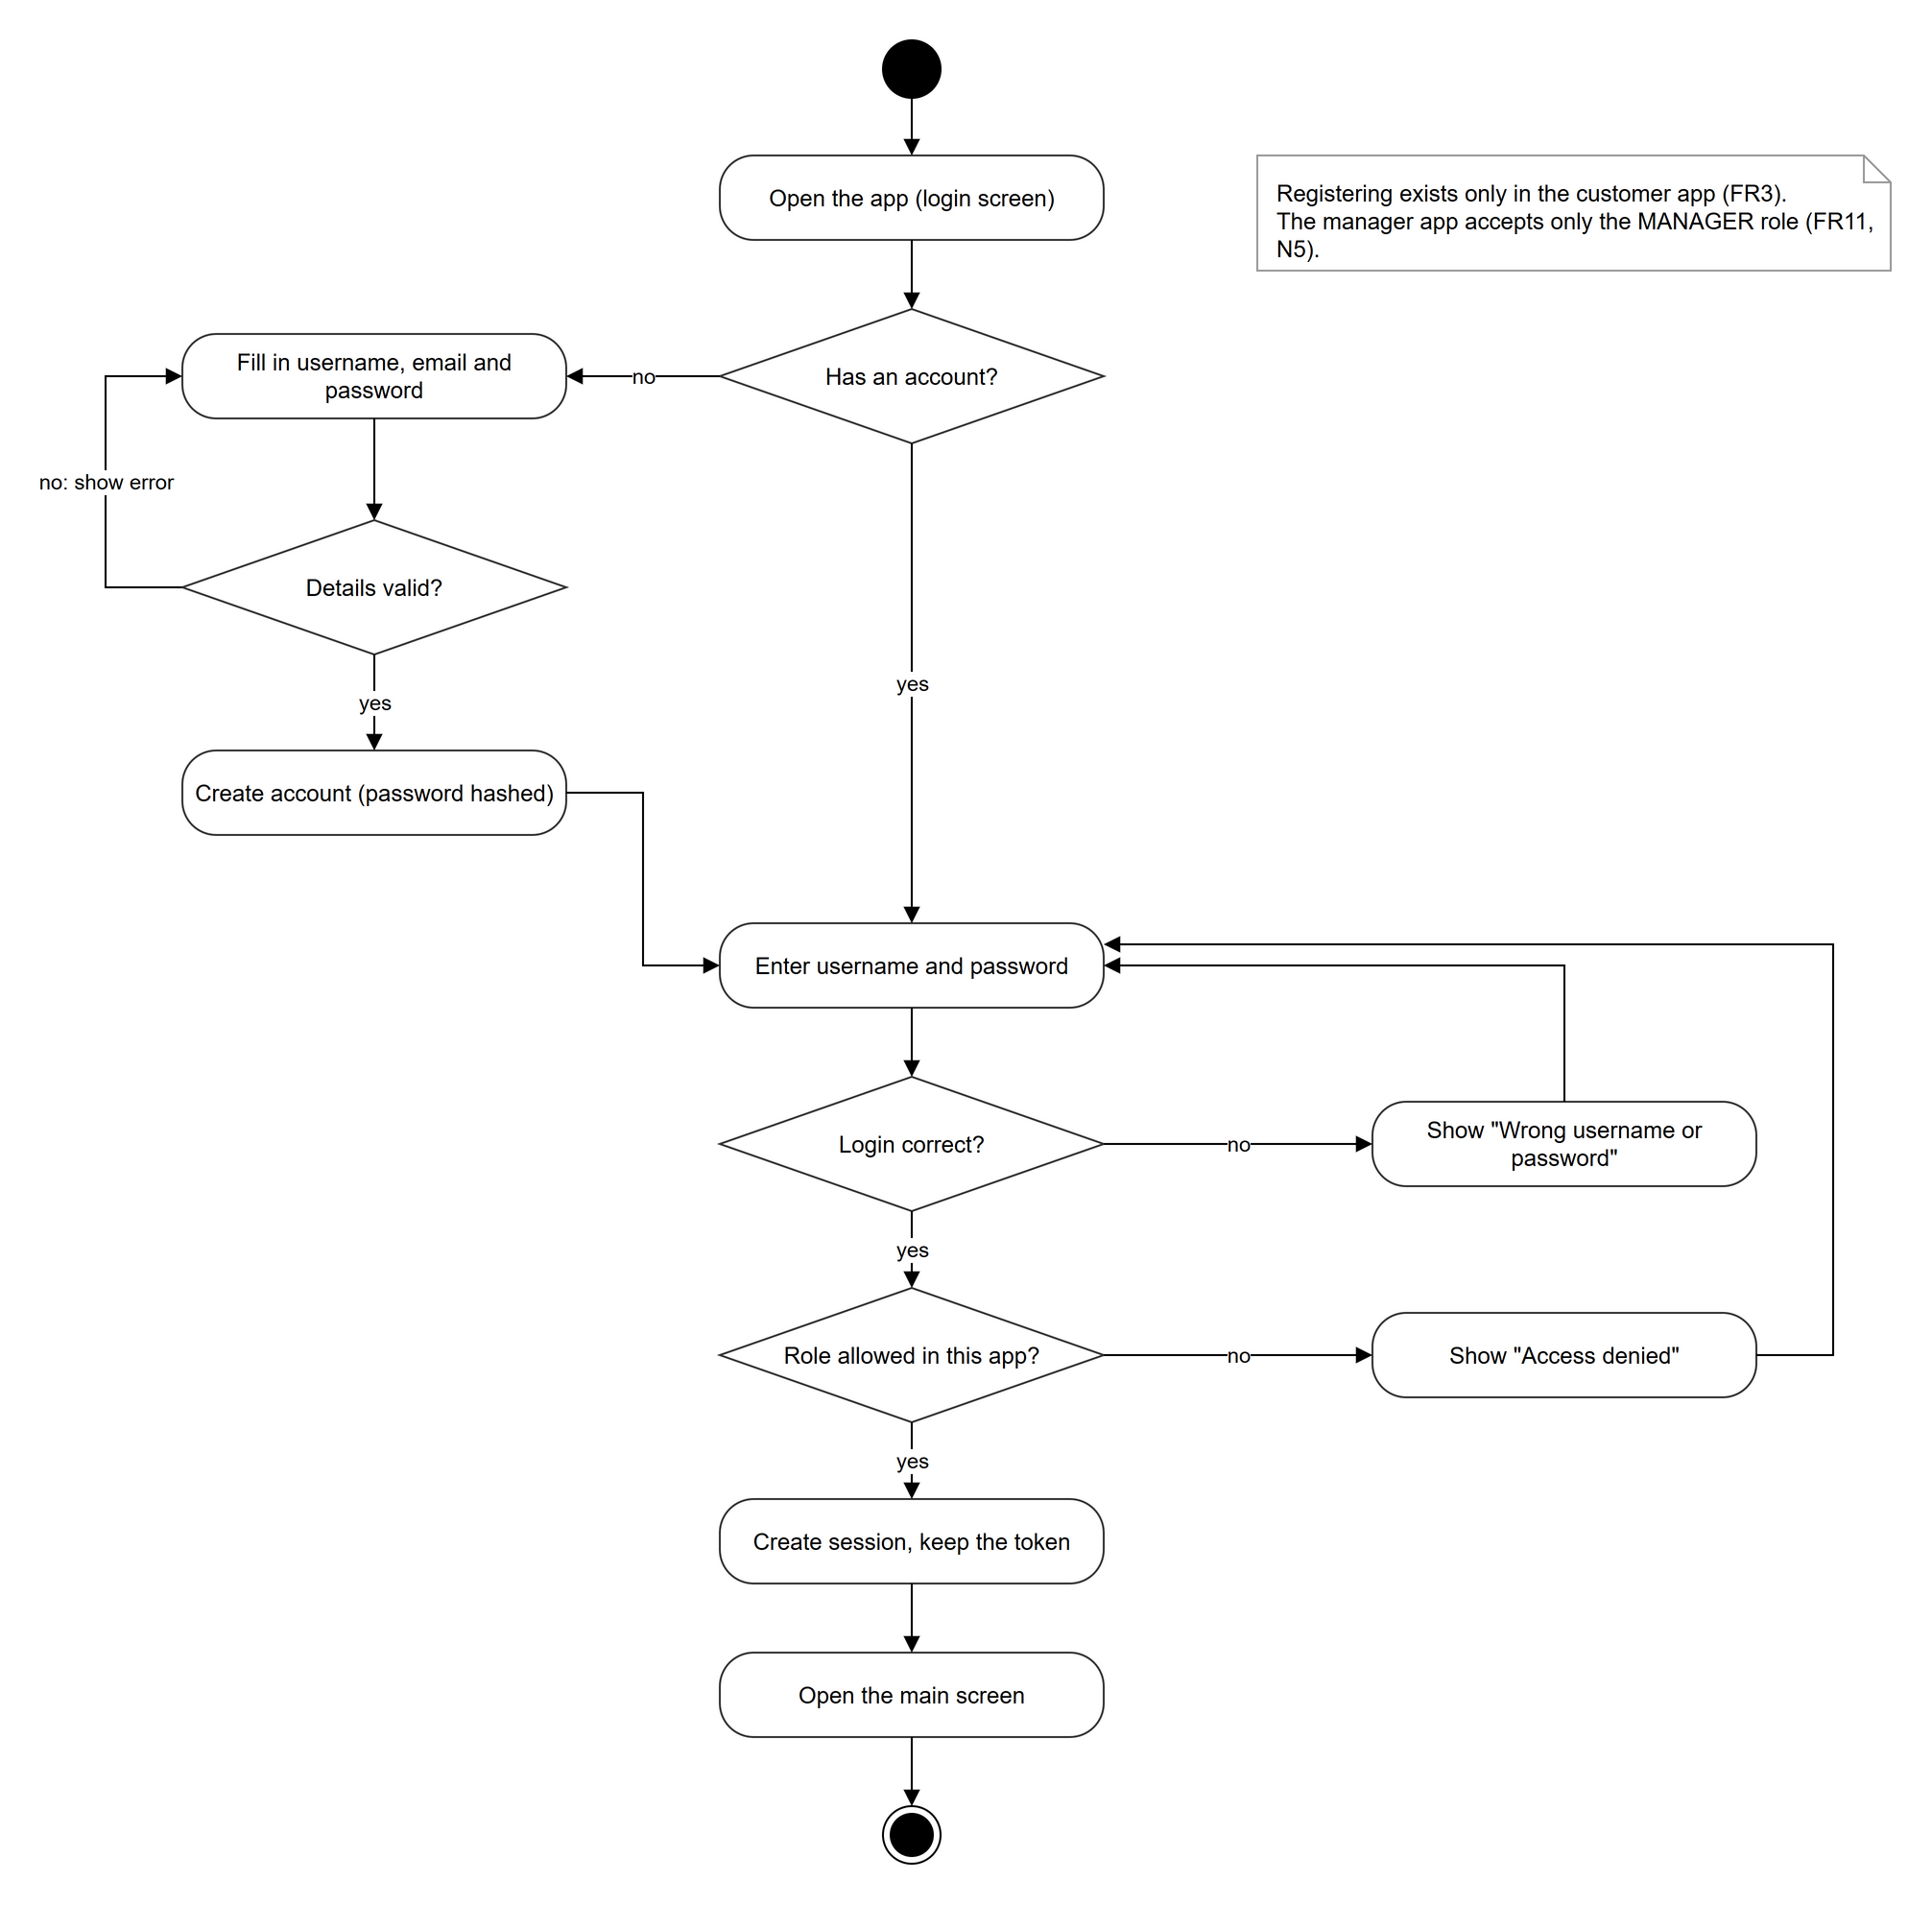 Open the app (login screen)
Registering exists only in the customer app (FR3).
The manager app accepts only the MANAGER role (FR11,
N5).
Fill in username, email and
password
no
Has an account?
no: show error
Details valid?
yes
yes
Create account (password hashed)
Enter username and password
Login correct?
no
Show "Wrong username or
password"
yes
Role allowed in this app?
no
Show "Access denied"
yes
Create session, keep the token
Open the main screen